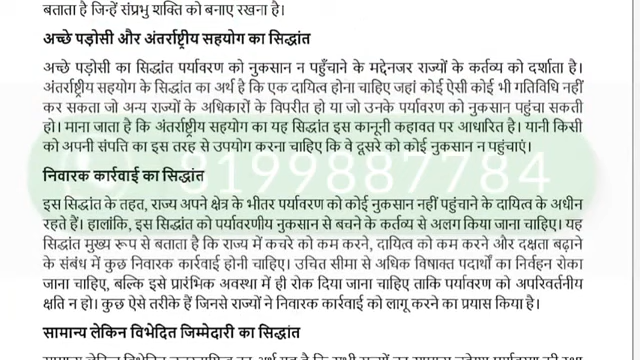 बताता है जिन्हें संप्रभु शक्ति को बनाए रखना है।
अच्छे पड़ोसी और अंतर्राष्ट्रीय सहयोग का सिद्धांत
अच्छे पड़ोसी का सिद्धांत पर्यावरण को नुकसान न पहुँचाने के मद्देनजर राज्यों के कर्तव्य को दर्शाता है।
अंतर्राष्ट्रीय सहयोग के सिद्धांत का अर्थ है कि एक दायित्व होना चाहिए जहां कोई ऐसी कोई भी गतिविधि नहीं
कर सकता जो अन्य राज्यों के अधिकारों के विपरीत हो या जो उनके पर्यावरण को नुकसान पहुंचा सकती
हो। माना जाता है कि अंतर्राष्ट्रीय सहयोग का यह सिद्धांत इस कानूनी कहावत पर आधारित है। यानी किसी
को अपनी संपत्ति का इस तरह से उपयोग करना चाहिए कि वे दूसरे को कोई नुकसान न पहुंचाएं।
8199887784
निवारक कार्रवाई का सिद्धांत
इस सिद्धांत के तहत, राज्य अपने क्षेत्र के भीतर पर्यावरण को कोई नुकसान नहीं पहुंचाने के दायित्व के अधीन
रहते हैं। हालांकि, इस सिद्धांत को पर्यावरणीय नुकसान से बचने के कर्तव्य से अलग किया जाना चाहिए। यह
सिद्धांत मुख्य रूप से बताता है कि राज्य में कचरे को कम करने, दायित्व को कम करने और दक्षता बढ़ाने
के संबंध में कुछ निवारक कार्रवाई होनी चाहिए। उचित सीमा से अधिक विषाक्त पदार्थों का निर्वहन रोका
जाना चाहिए, बल्कि इसे प्रारंभिक अवस्था में ही रोक दिया जाना चाहिए ताकि पर्यावरण को अपरिवर्तनीय
क्षति न हो। कुछ ऐसे तरीके हैं जिनसे राज्यों ने निवारक कार्रवाई को लागू करने का प्रयास किया है।
सामान्य लेकिन विभेदित जिम्मेदारी का सिद्धांत